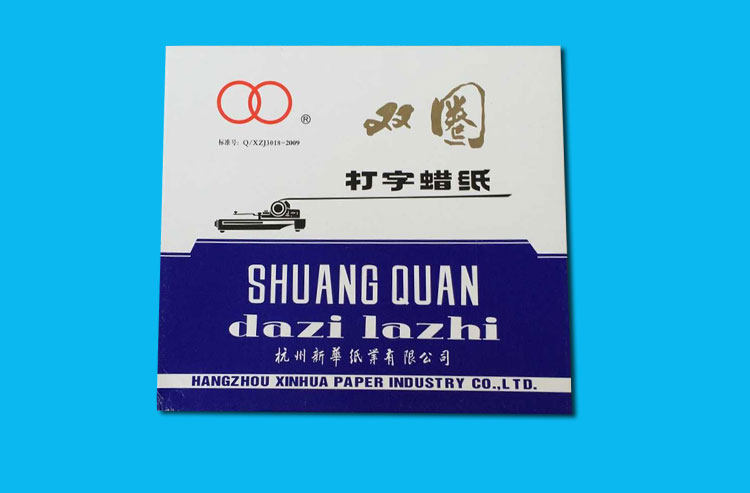 双圈
®
标准号：Q/XZJ3018-2009
打字蜡纸
SHUANG QUAN
dazi lazhi
杭州新華纸業有限公司
HANGZHOU XINHUA PAPER INDUSTRY CO.,LTD.